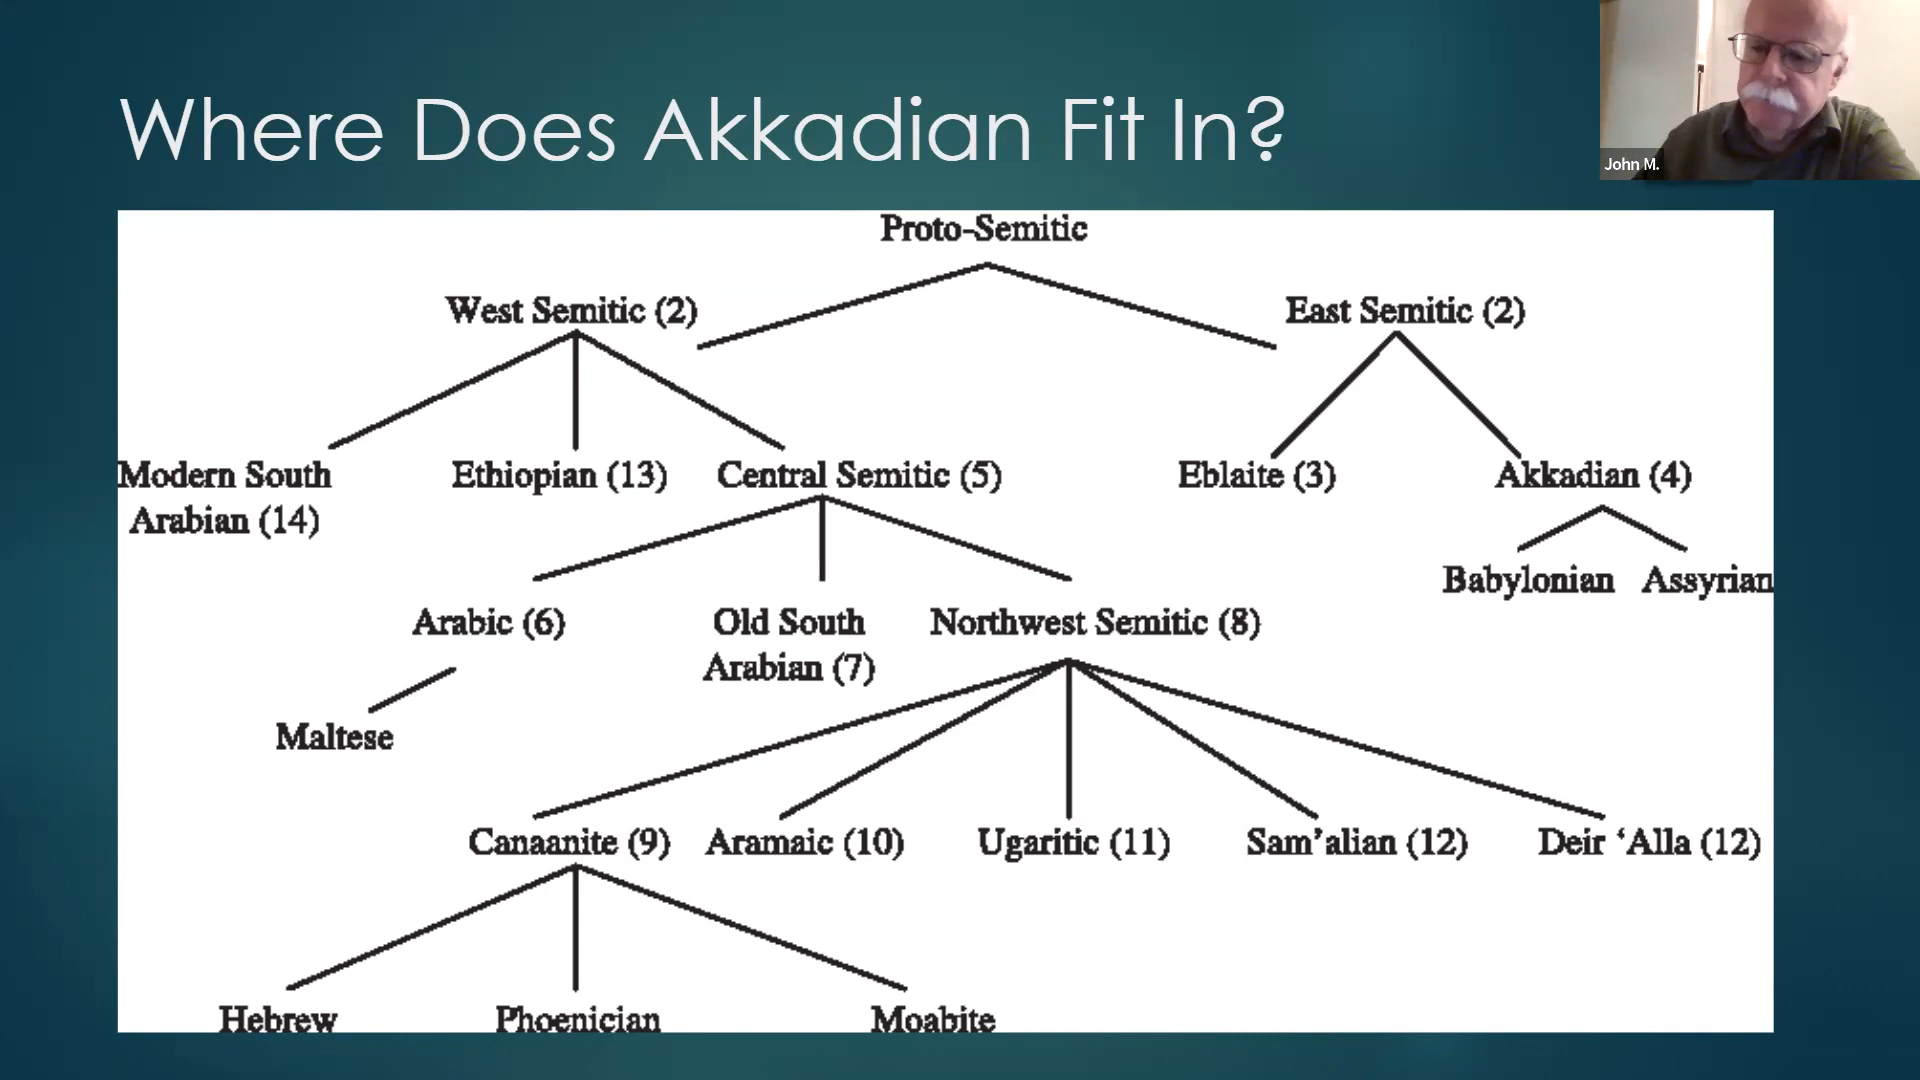 Where Does Akkadian Fit In?
John M.
Proto-Semitic
West Semitic (2)
East Semitic (2)
Modern South
Arabian (14)
Ethiopian (13)
Central Semitic (5)
Eblaite (3)
Akkadian (4)
Babylonian
Assyrian
Arabic (6)
Old South
Arabian (7)
Northwest Semitic (8)
Maltese
Canaanite (9)
Aramaic (10)
Ugaritic (11)
Sam’alian (12)
Deir ‘Alla (12)
Hebrew
Phoenician
Moabite